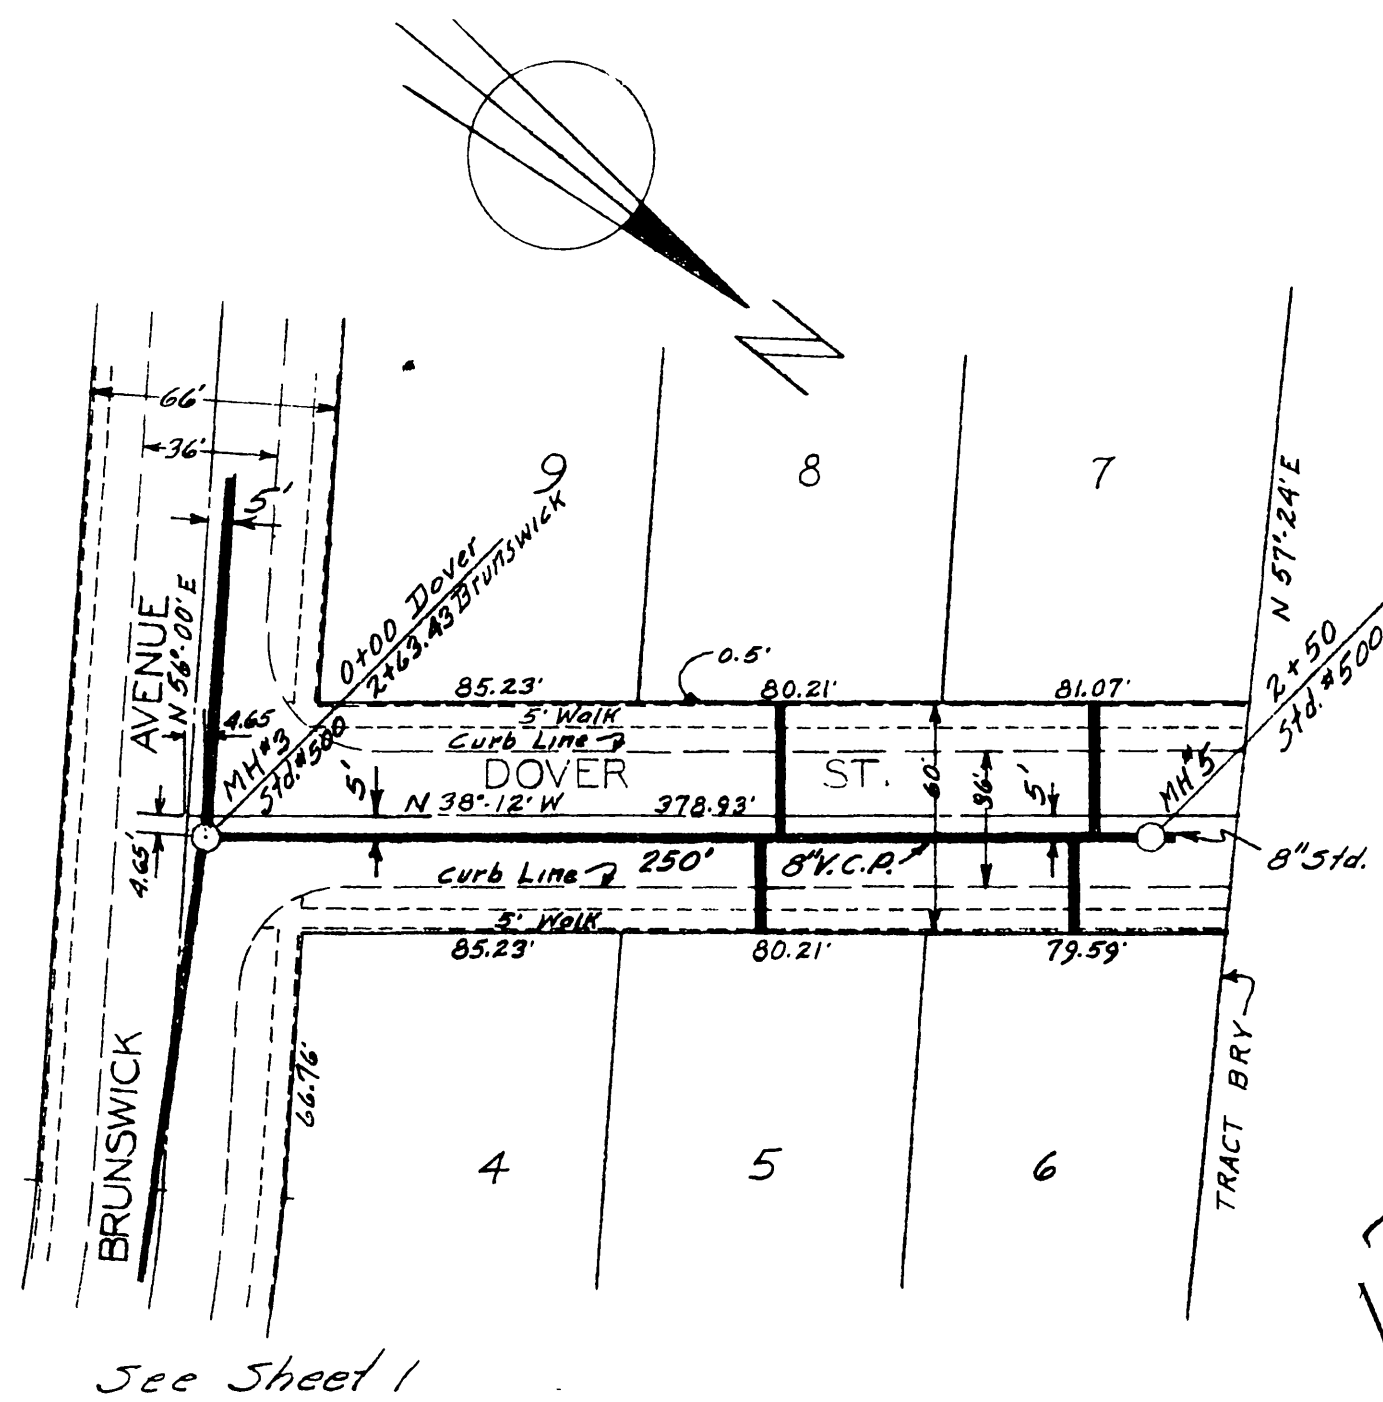 N
66'
36'
5'
9
8
7
N 57°-24' E
AVENUE
N 56°-00' E
0+00 Dover
2+63.43 Brunswick
2+50
Std. #500
0.5'
85.23'
80.21'
81.07'
4.65
MH#3
Std.#500
5' Walk
Curb Line
DOVER
ST.
5'
60'
36'
5'
MH#5
N 38°-12' W
378.93'
4.65'
250'
8"V.C.P.
8"Std.
Curb Line
5' Walk
85.23'
80.21'
79.59'
66.76'
BRUNSWICK
TRACT BRY
4
5
6
See Sheet 1